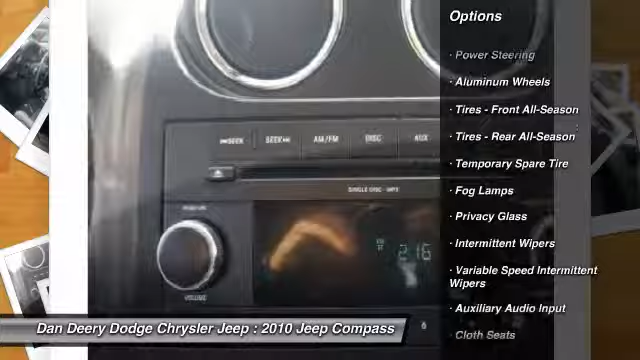 Options
· Power Steering
· Aluminum Wheels
· Tires - Front All-Season
· Tires - Rear All-Season
· Temporary Spare Tire
· Fog Lamps
· Privacy Glass
· Intermittent Wipers
· Variable Speed Intermittent
Wipers
· Auxiliary Audio Input
· Cloth Seats
SEEK SEEK AM/FM DISC AUX
SINGLE DISC - MP3
2:16
VOLUME
Dan Deery Dodge Chrysler Jeep : 2010 Jeep Compass